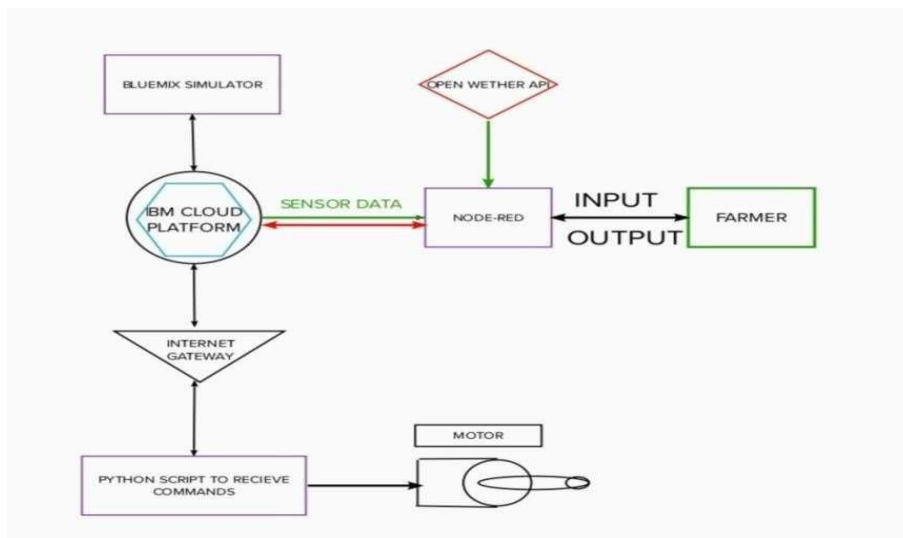 BLUEMIX SIMULATOR
OPEN WETHER API
IBM CLOUD
PLATFORM
SENSOR DATA
NODE-RED
INPUT
OUTPUT
FARMER
INTERNET
GATEWAY
MOTOR
PYTHON SCRIPT TO RECIEVE
COMMANDS